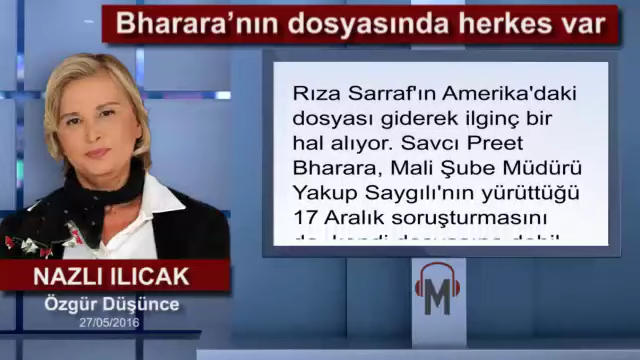 Bharara’nın dosyasında herkes var
Rıza Sarraf'ın Amerika'daki
dosyası giderek ilginç bir
hal alıyor. Savcı Preet
Bharara, Mali Şube Müdürü
Yakup Saygılı'nın yürüttüğü
17 Aralık soruşturmasını
NAZLI ILICAK
Özgür Düşünce
27/05/2016
M